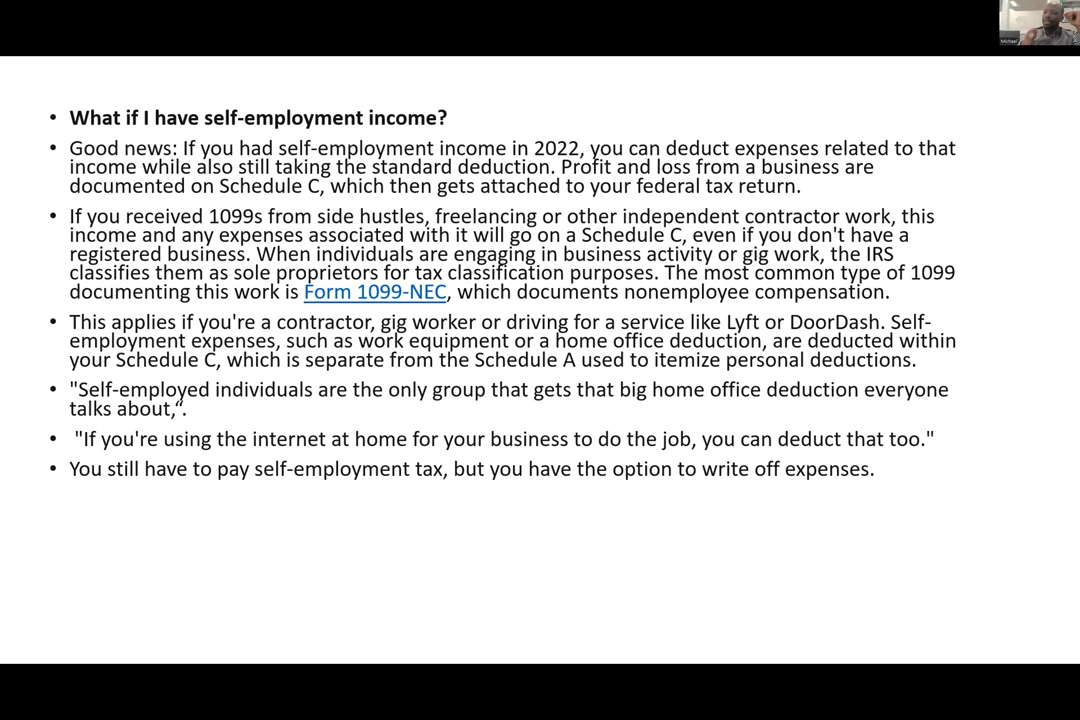 Michael
• What if I have self-employment income?
• Good news: If you had self-employment income in 2022, you can deduct expenses related to that
income while also still taking the standard deduction. Profit and loss from a business are
documented on Schedule C, which then gets attached to your federal tax return.
• If you received 1099s from side hustles, freelancing or other independent contractor work, this
income and any expenses associated with it will go on a Schedule C, even if you don't have a
registered business. When individuals are engaging in business activity or gig work, the IRS
classifies them as sole proprietors for tax classification purposes. The most common type of 1099
documenting this work is Form 1099-NEC, which documents nonemployee compensation.
• This applies if you're a contractor, gig worker or driving for a service like Lyft or DoorDash. Self-
employment expenses, such as work equipment or a home office deduction, are deducted within
your Schedule C, which is separate from the Schedule A used to itemize personal deductions.
• "Self-employed individuals are the only group that gets that big home office deduction everyone
talks about,“.
• "If you're using the internet at home for your business to do the job, you can deduct that too."
• You still have to pay self-employment tax, but you have the option to write off expenses.